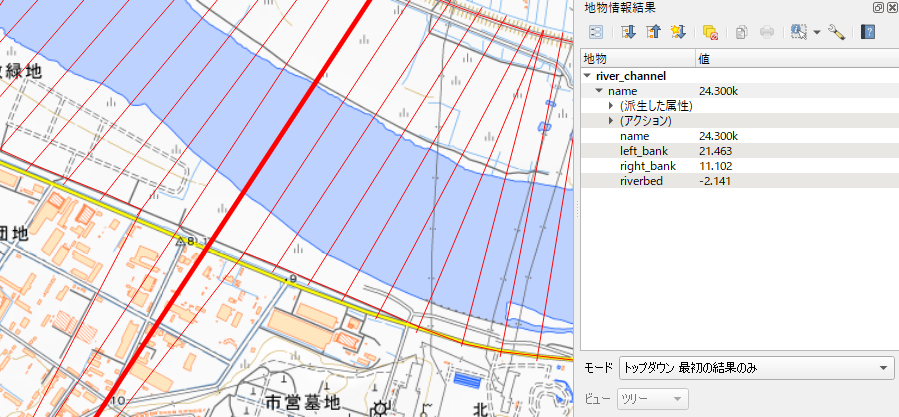 緑地
団地
8.
9
10
市営墓地
北
地物情報結果
地物 値
river_channel
name 24.300k
(派生した属性)
(アクション)
name 24.300k
left_bank 21.463
right_bank 11.102
riverbed -2.141
モード トップダウン 最初の結果のみ
ビュー ツリー